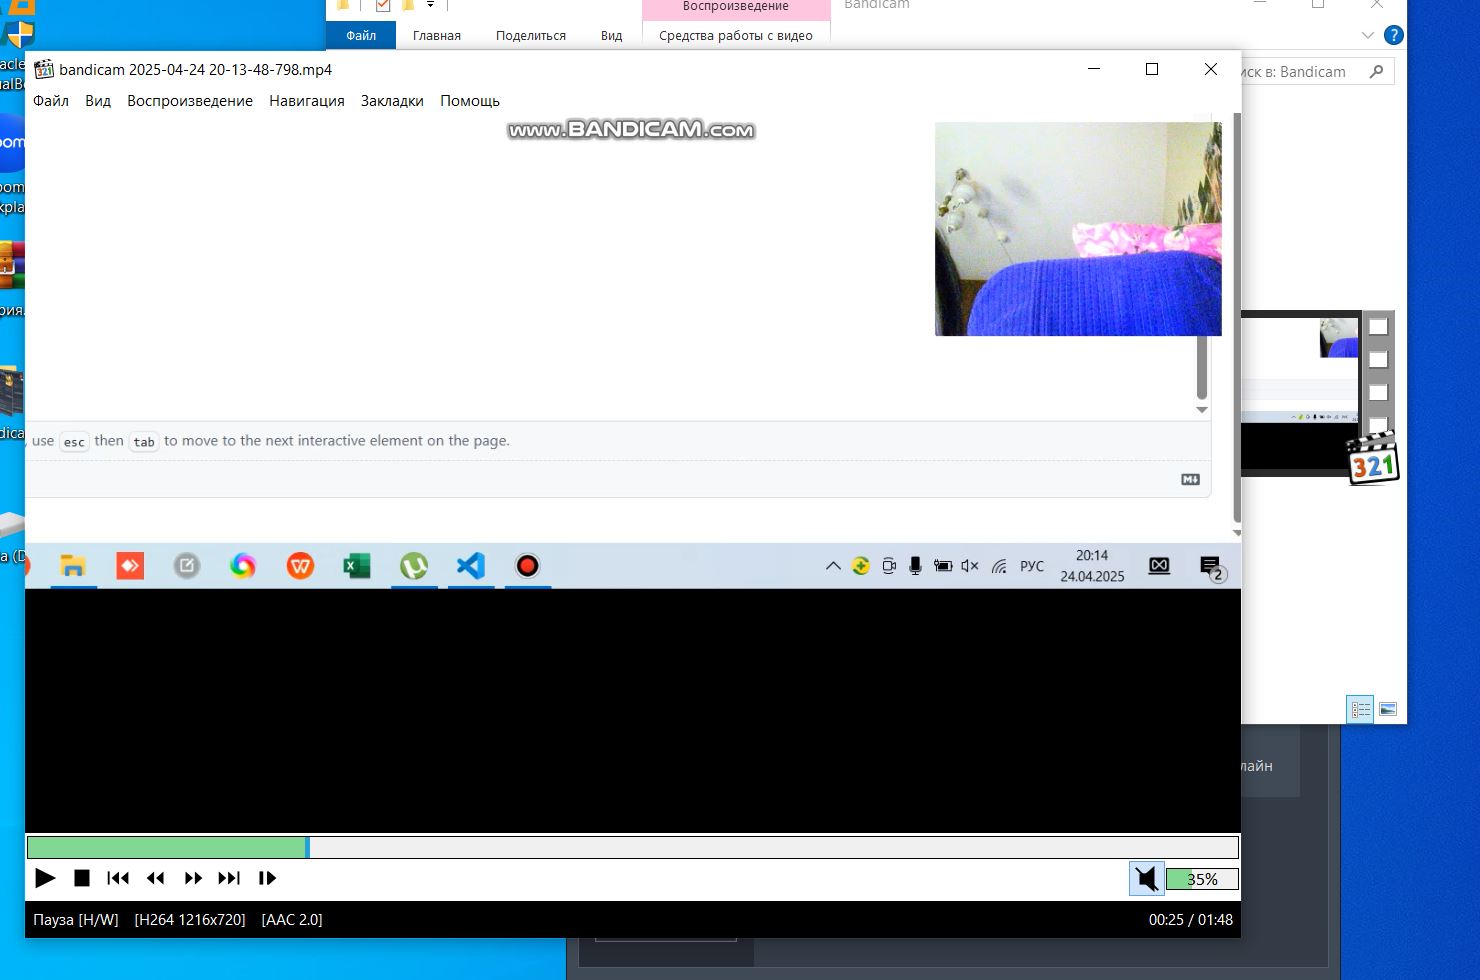 Воспроизведение
Bandicam
Файл
Главная
Поделиться
Вид
Средства работы с видео
?
bandicam 2025-04-24 20-13-48-798.mp4
в: Bandicam
Файл Вид Воспроизведение Навигация Закладки Помощь
www.BANDICAM.com
321
, use esc then tab to move to the next interactive element on the page.
M
W
X
РУС
20:14
24.04.2025
2
35%
Пауза [H/W] [H264 1216x720] [AAC 2.0]
00:25 / 01:48